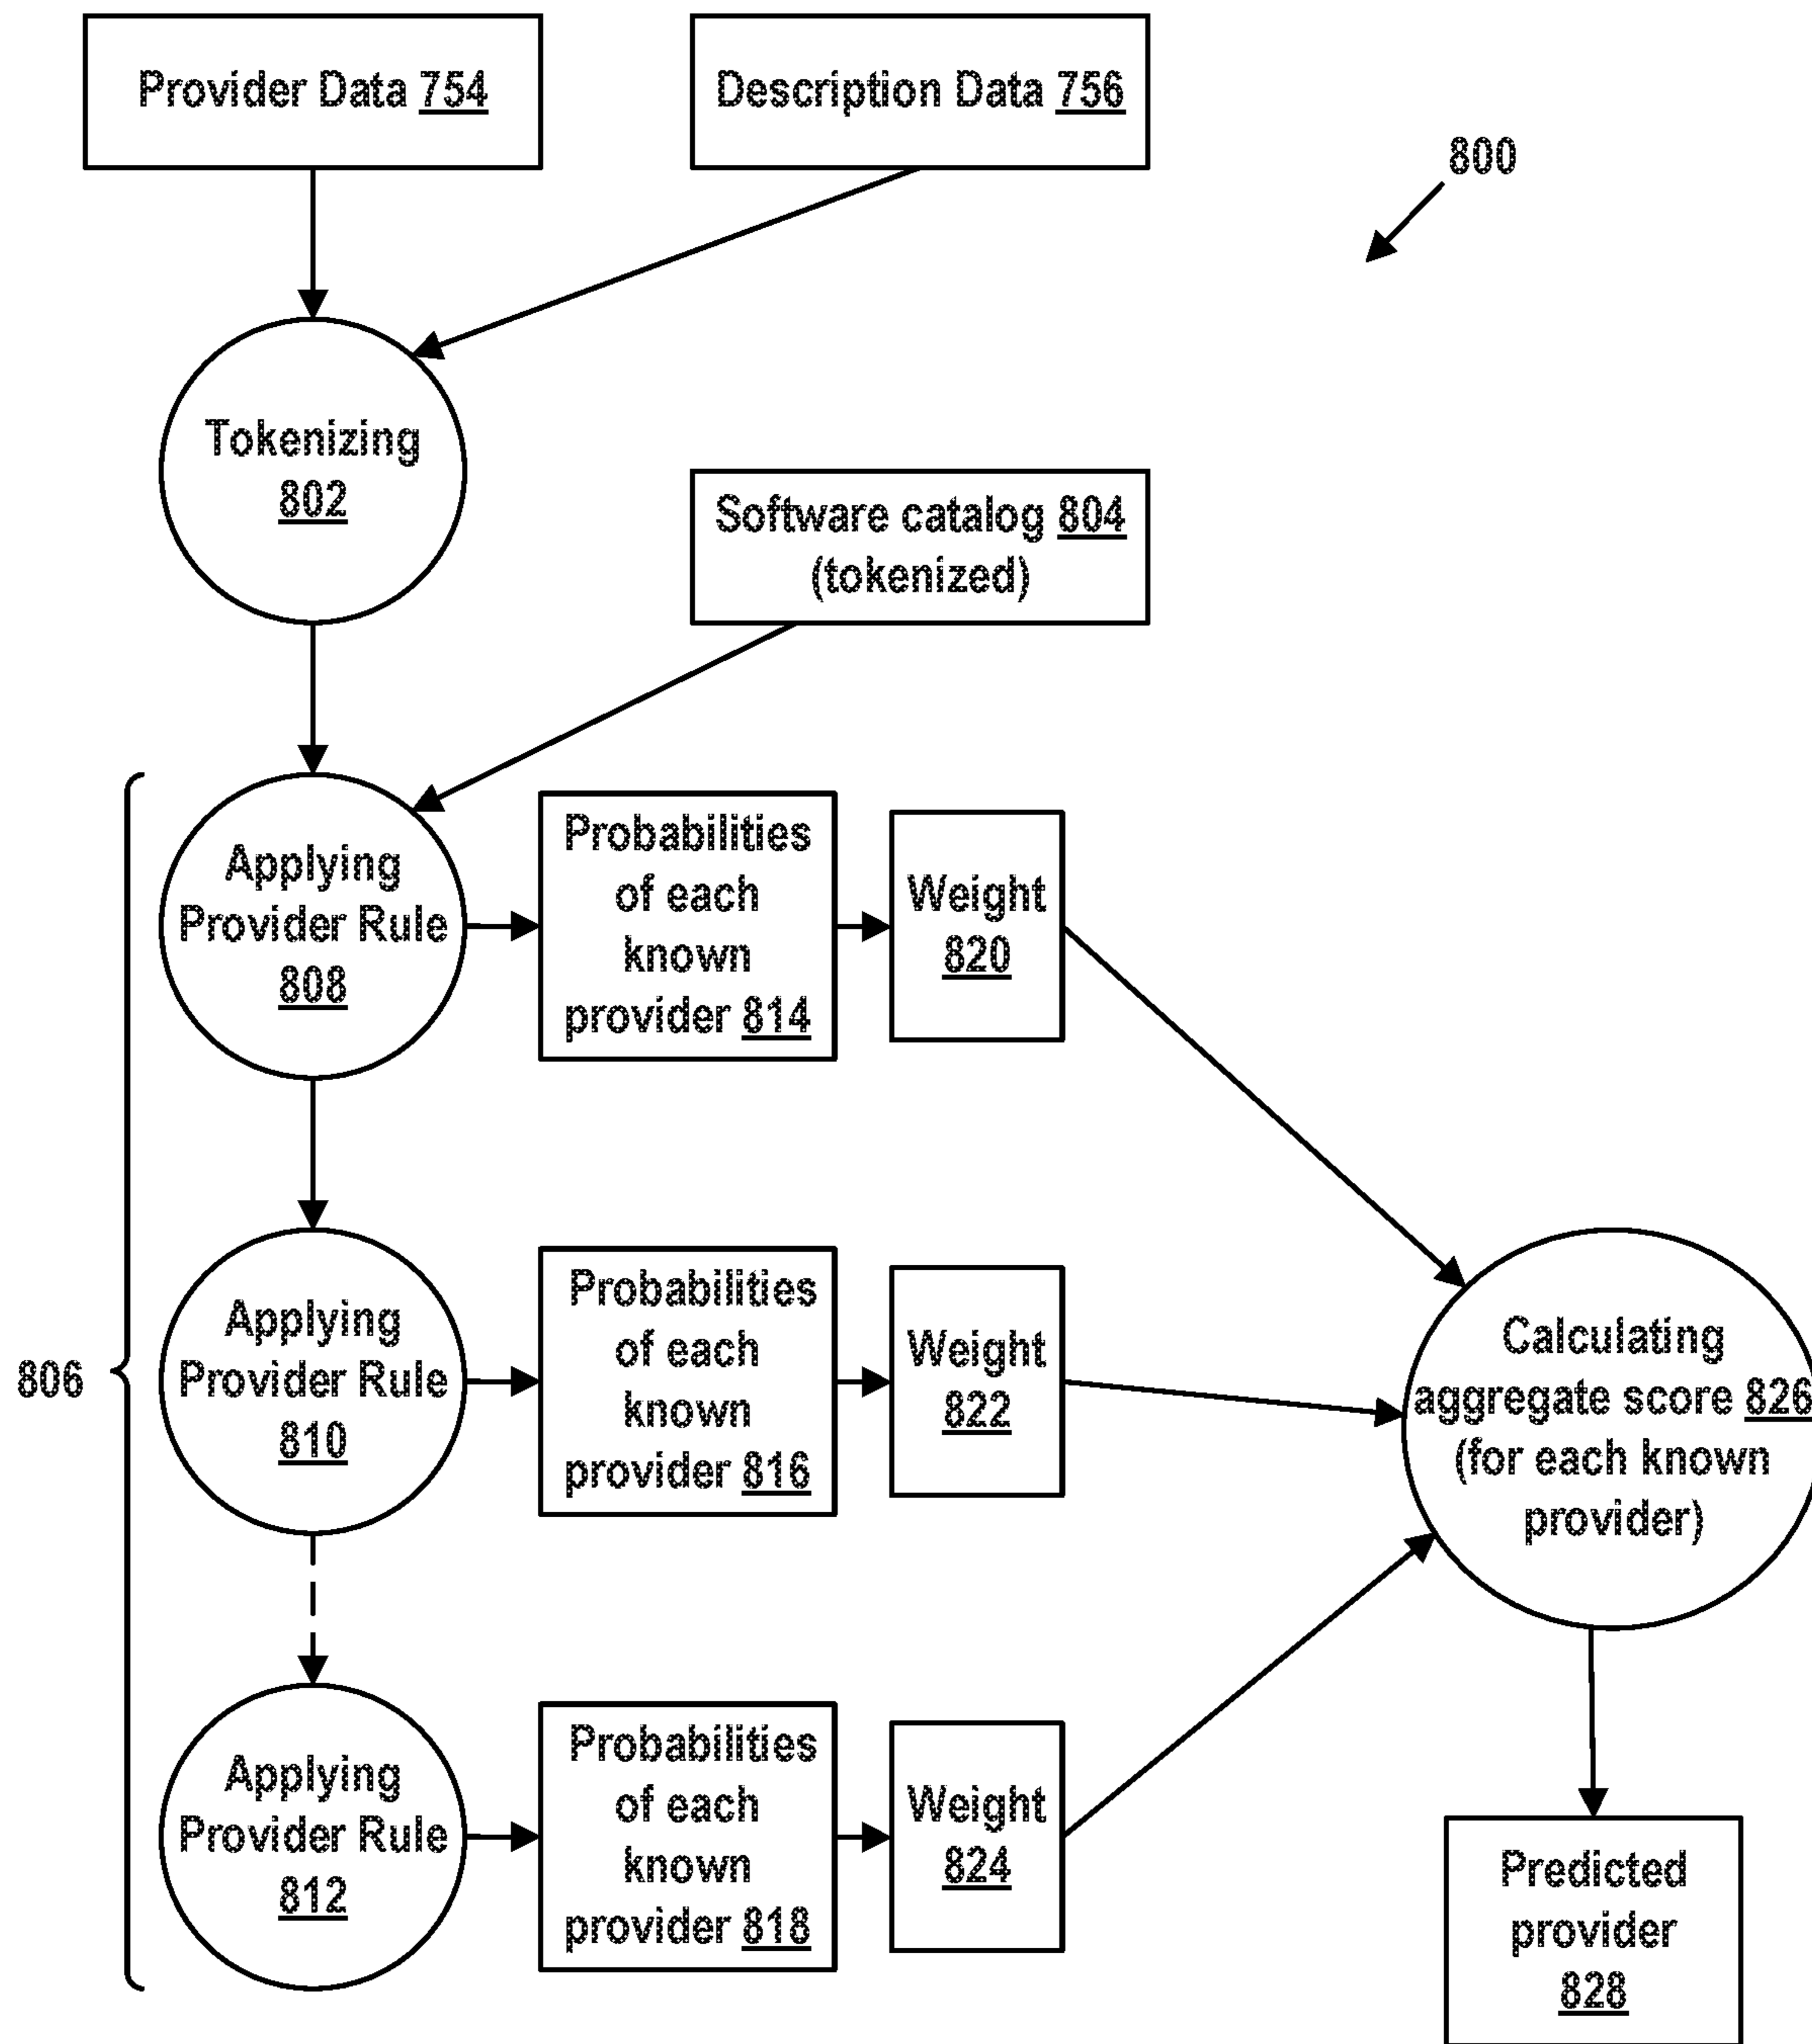 Provider Data 754
Description Data 756
800
Tokenizing
802
Software catalog 804
(tokenized)
806
Applying
Provider Rule
808
Probabilities
of each
known
provider 814
Weight
820
Applying
Provider Rule
810
Probabilities
of each
known
provider 816
Weight
822
Calculating
aggregate score 826
(for each known
provider)
Applying
Provider Rule
812
Probabilities
of each
known
provider 818
Weight
824
Predicted
provider
828